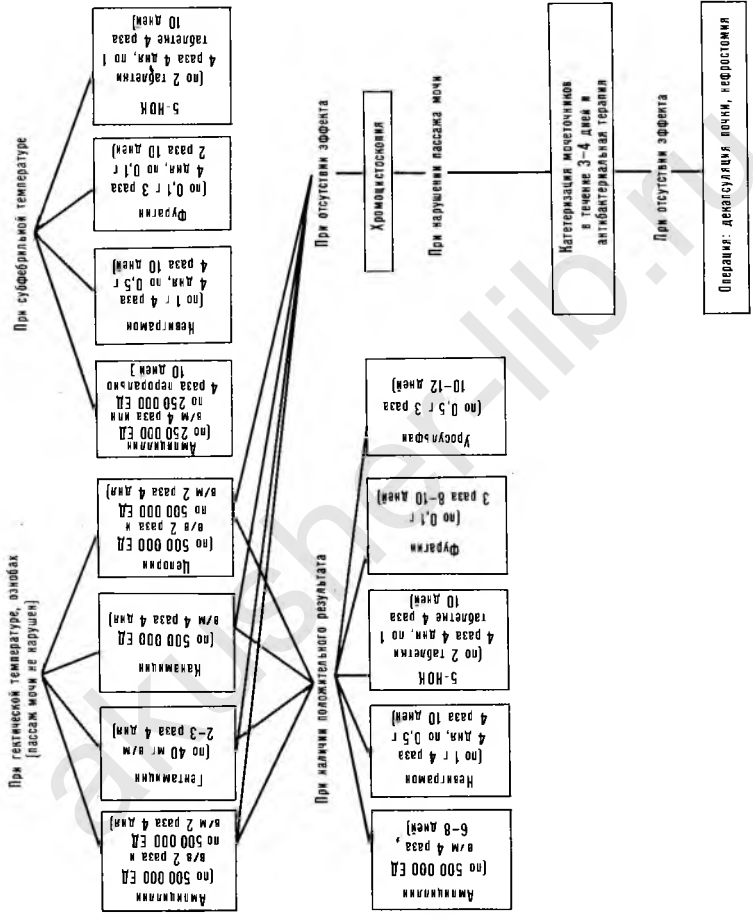 При гектической температуре, ознобах
(пассаж мочи не нарушен)
При субфебрильной температуре
Ампициллин
(по 500 000 ЕД
в/в 2 раза и
по 500 000 ЕД
в/м 2 раза 4 дня)
Гентамицин
(по 40 мг в/м
2-3 раза 4 дня)
Канамицин
(по 500 000 ЕД
в/м 4 раза 4 дня)
Цепорин
(по 500 000 ЕД
в/в 2 раза и
по 500 000 ЕД
в/м 2 раза 4 дня)
Ампициллин
(по 250 000 ЕД
в/м 4 раза или
по 250 000 ЕД
4 раза перорально
10 дней)
Невиграмон
(по 1 г 4 раза
4 дня, по 0,5 г
4 раза 10 дней)
Фурагин
(по 0,1 г 3 раза
4 дня, по 0,1 г
2 раза 10 дней)
5-НОК
(по 2 таблетки
4 раза 4 дня, по 1
таблетке 4 раза
10 дней)
При наличии положительного результата
При отсутствии эффекта
Ампициллин
(по 500 000 ЕД
в/м 4 раза,
6-8 дней)
Невиграмон
(по 1 г 4 раза
4 дня, по 0,5 г
4 раза 10 дней)
5-НОК
(по 2 таблетки
4 раза 4 дня, по 1
таблетке 4 раза
10 дней)
Фурагин
(по 0,1 г
3 раза 8-10 дней)
Уросульфан
(по 0,5 г 3 раза
10-12 дней)
Хромоцистоскопия
При нарушении пассажа мочи
Катетеризация мочеточников
в течение 3-4 дней и
антибактериальная терапия
При отсутствии эффекта
Операция: декапсуляция почки, нефростомия
akusher-lib.ru